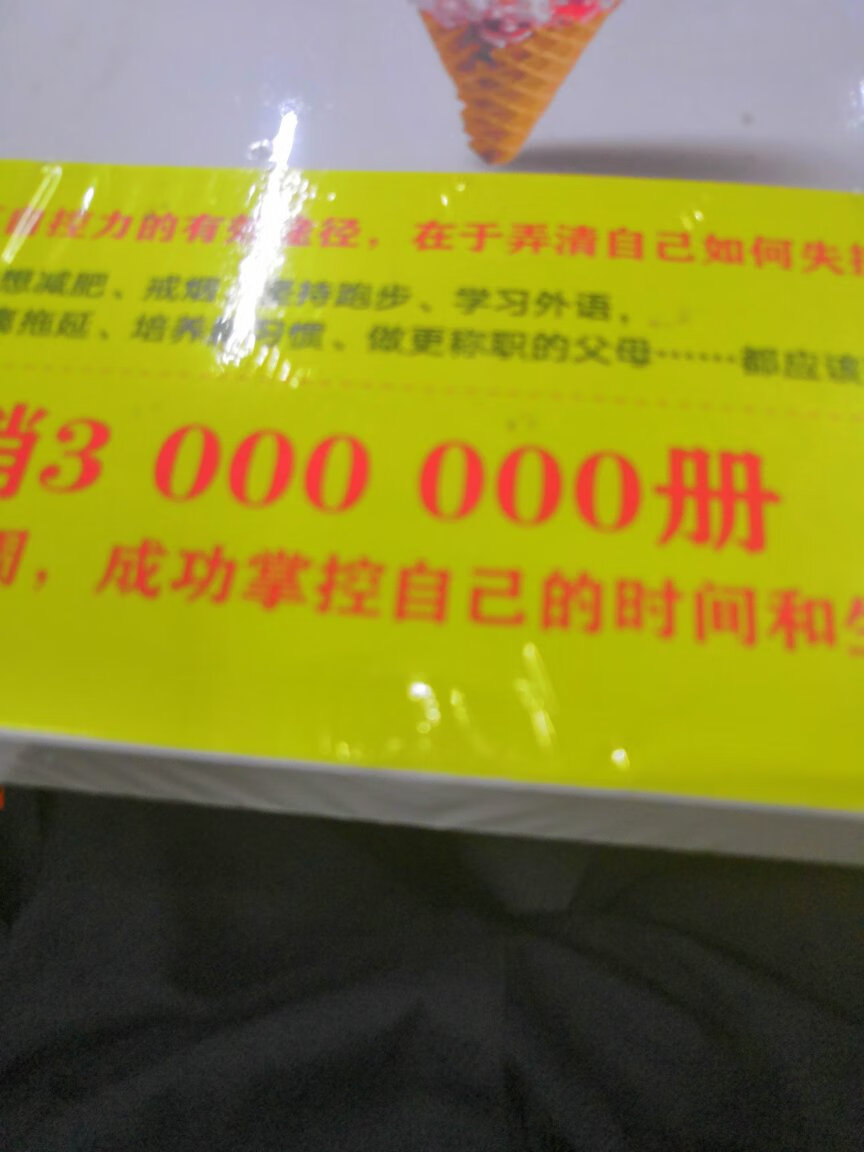 自控力的有效途径，在于弄清自己如何失
想减肥、戒烟、坚持跑步、学习外语，
拖延、培养 习惯、做更称职的父母……都应该
销3 000 000册
周，成功掌控自己的时间和